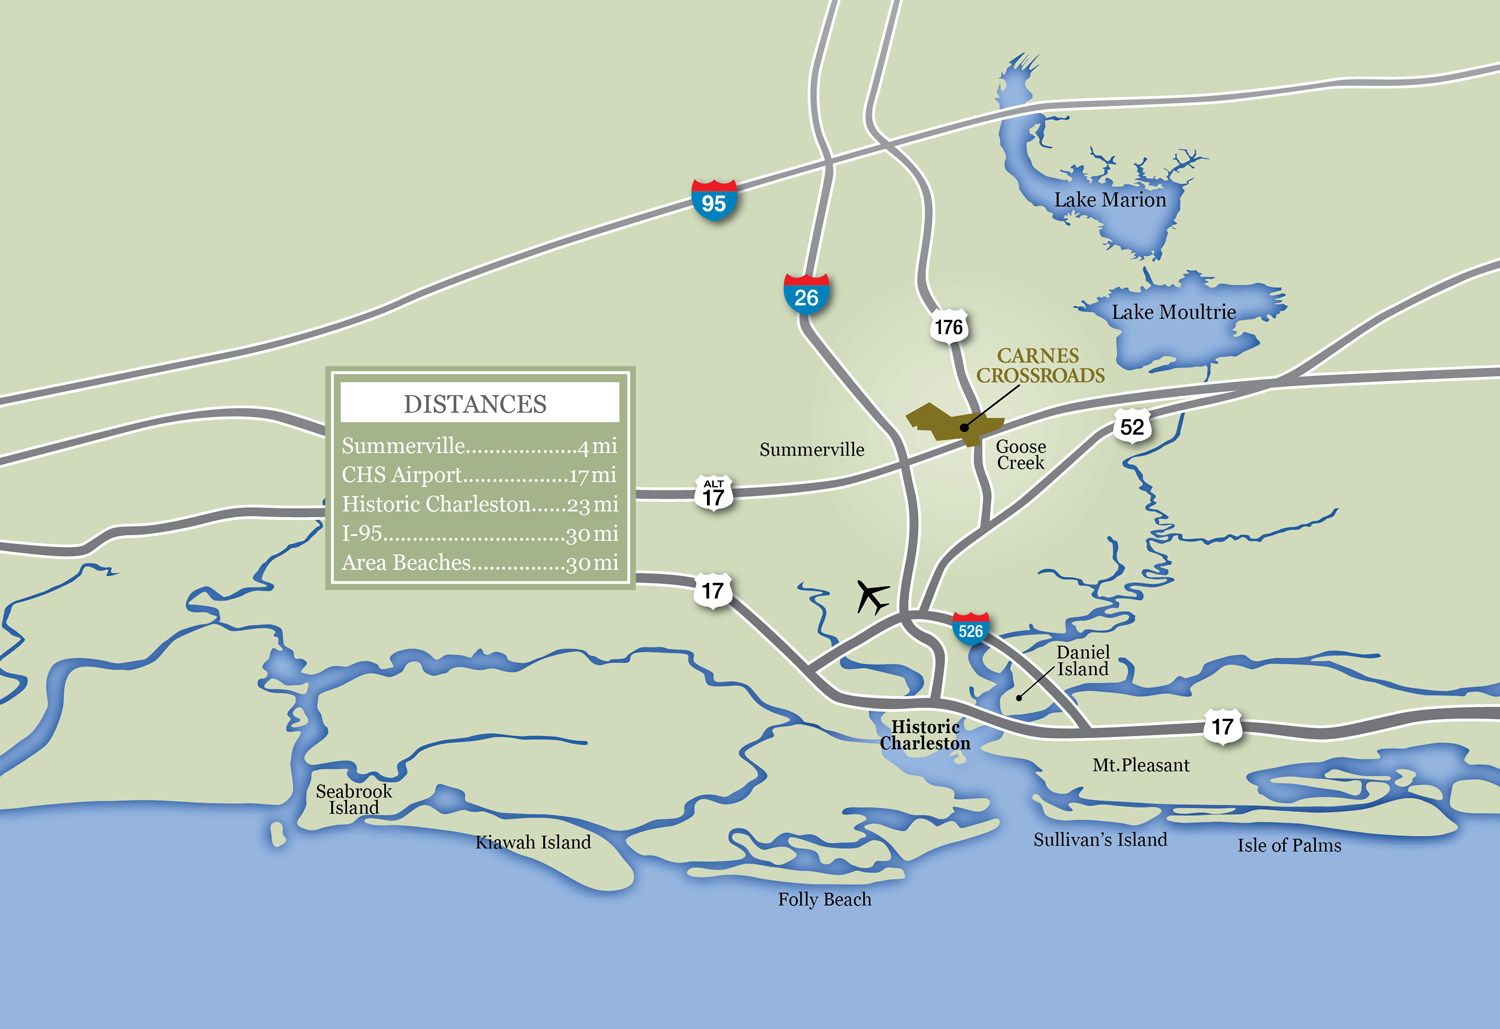 Lake Marion
95
26
Lake Moultrie
176
CARNES
CROSSROADS
DISTANCES
Summerville...................4 mi
CHS Airport..................17 mi
Historic Charleston......23 mi
I-95...............................30 mi
Area Beaches................30 mi
52
Summerville
Goose
Creek
ALT
17
17
526
Daniel
Island
Historic
Charleston
17
Mt.Pleasant
Seabrook
Island
Kiawah Island
Sullivan's Island
Isle of Palms
Folly Beach